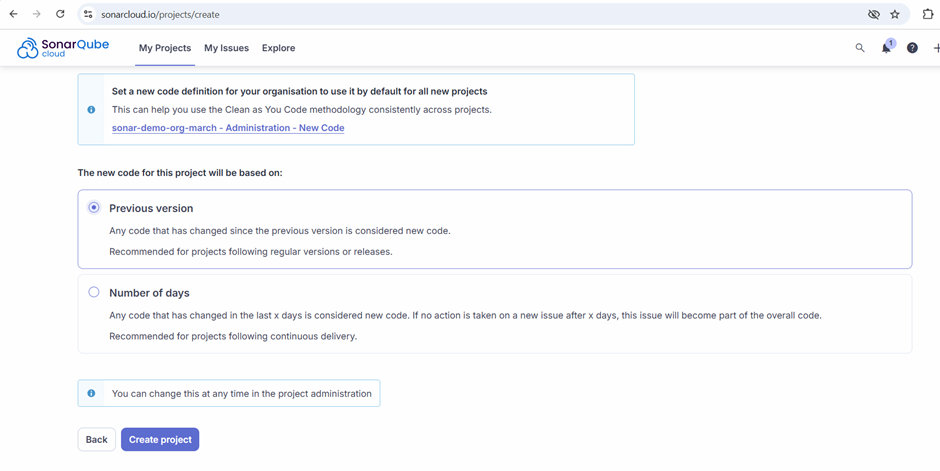 sonarcloud.io/projects/create
SonarQube
cloud
My Projects My Issues Explore
1
Set a new code definition for your organisation to use it by default for all new projects
This can help you use the Clean as You Code methodology consistently across projects.
sonar-demo-org-march - Administration - New Code
The new code for this project will be based on:
Previous version
Any code that has changed since the previous version is considered new code.
Recommended for projects following regular versions or releases.
Number of days
Any code that has changed in the last x days is considered new code. If no action is taken on a new issue after x days, this issue will become part of the overall code.
Recommended for projects following continuous delivery.
You can change this at any time in the project administration
Back Create project